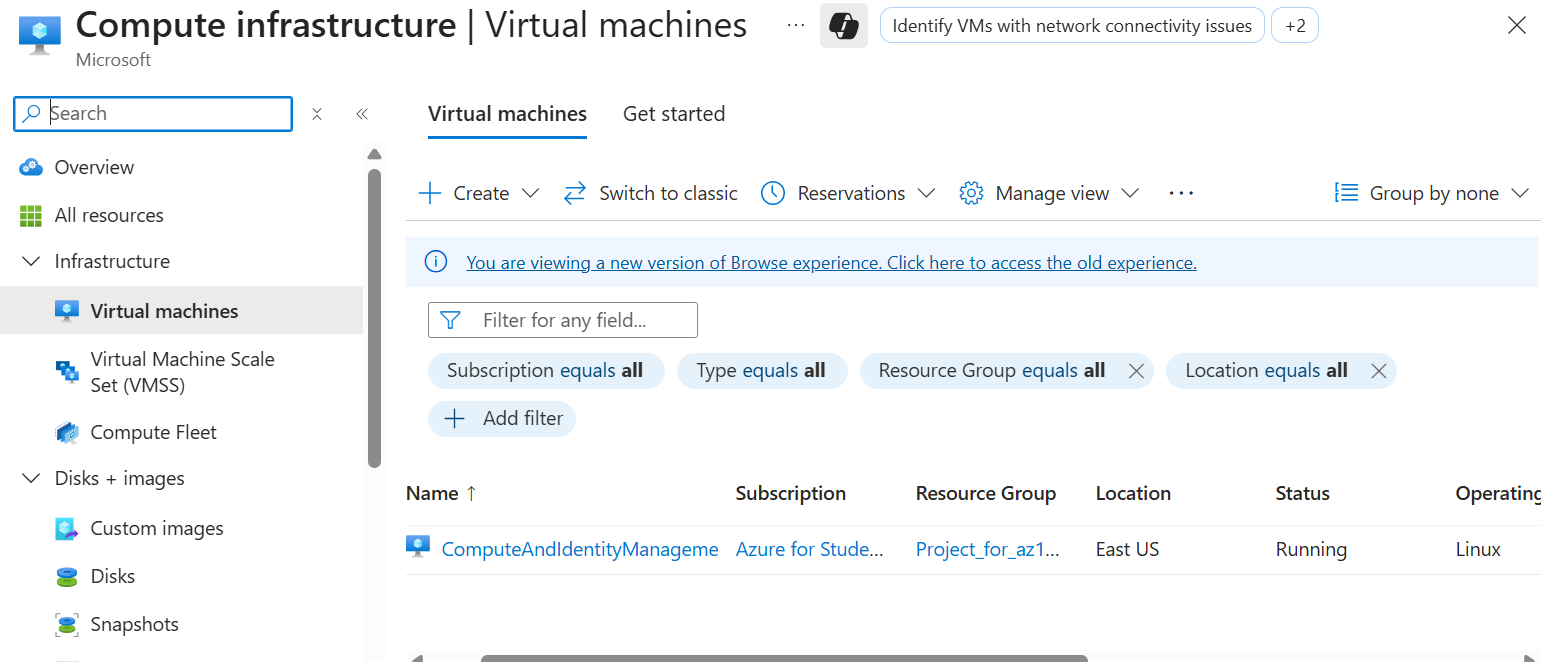 Compute infrastructure | Virtual machines ... Identify VMs with network connectivity issues +2
Microsoft
Search
Virtual machines Get started
Overview
All resources
Infrastructure
Virtual machines
Virtual Machine Scale
Set (VMSS)
Compute Fleet
Disks + images
Custom images
Disks
Snapshots
Create Switch to classic Reservations Manage view ... Group by none
You are viewing a new version of Browse experience. Click here to access the old experience.
Filter for any field...
Subscription equals all Type equals all Resource Group equals all Location equals all
Add filter
Name ↑ Subscription Resource Group Location Status Operating
ComputeAndIdentityManageme Azure for Stude... Project_for_az1... East US Running Linux